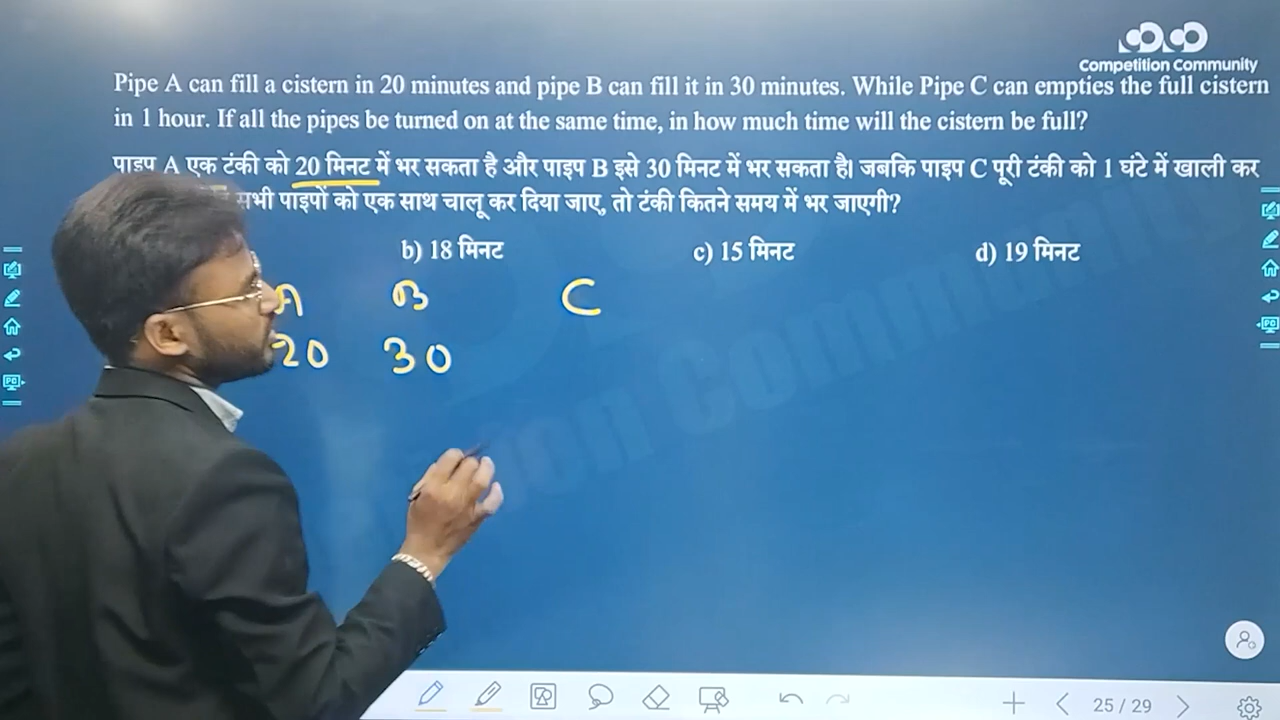 Competition Community
Pipe A can fill a cistern in 20 minutes and pipe B can fill it in 30 minutes. While Pipe C can empties the full cistern
in 1 hour. If all the pipes be turned on at the same time, in how much time will the cistern be full?
पाइप A एक टंकी को 20 मिनट में भर सकता है और पाइप B इसे 30 मिनट में भर सकता है। जबकि पाइप C पूरी टंकी को 1 घंटे में खाली कर
सभी पाइपों को एक साथ चालू कर दिया जाए, तो टंकी कितने समय में भर जाएगी?
b) 18 मिनट c) 15 मिनट d) 19 मिनट
A B C
20 30
on Community
25 / 29